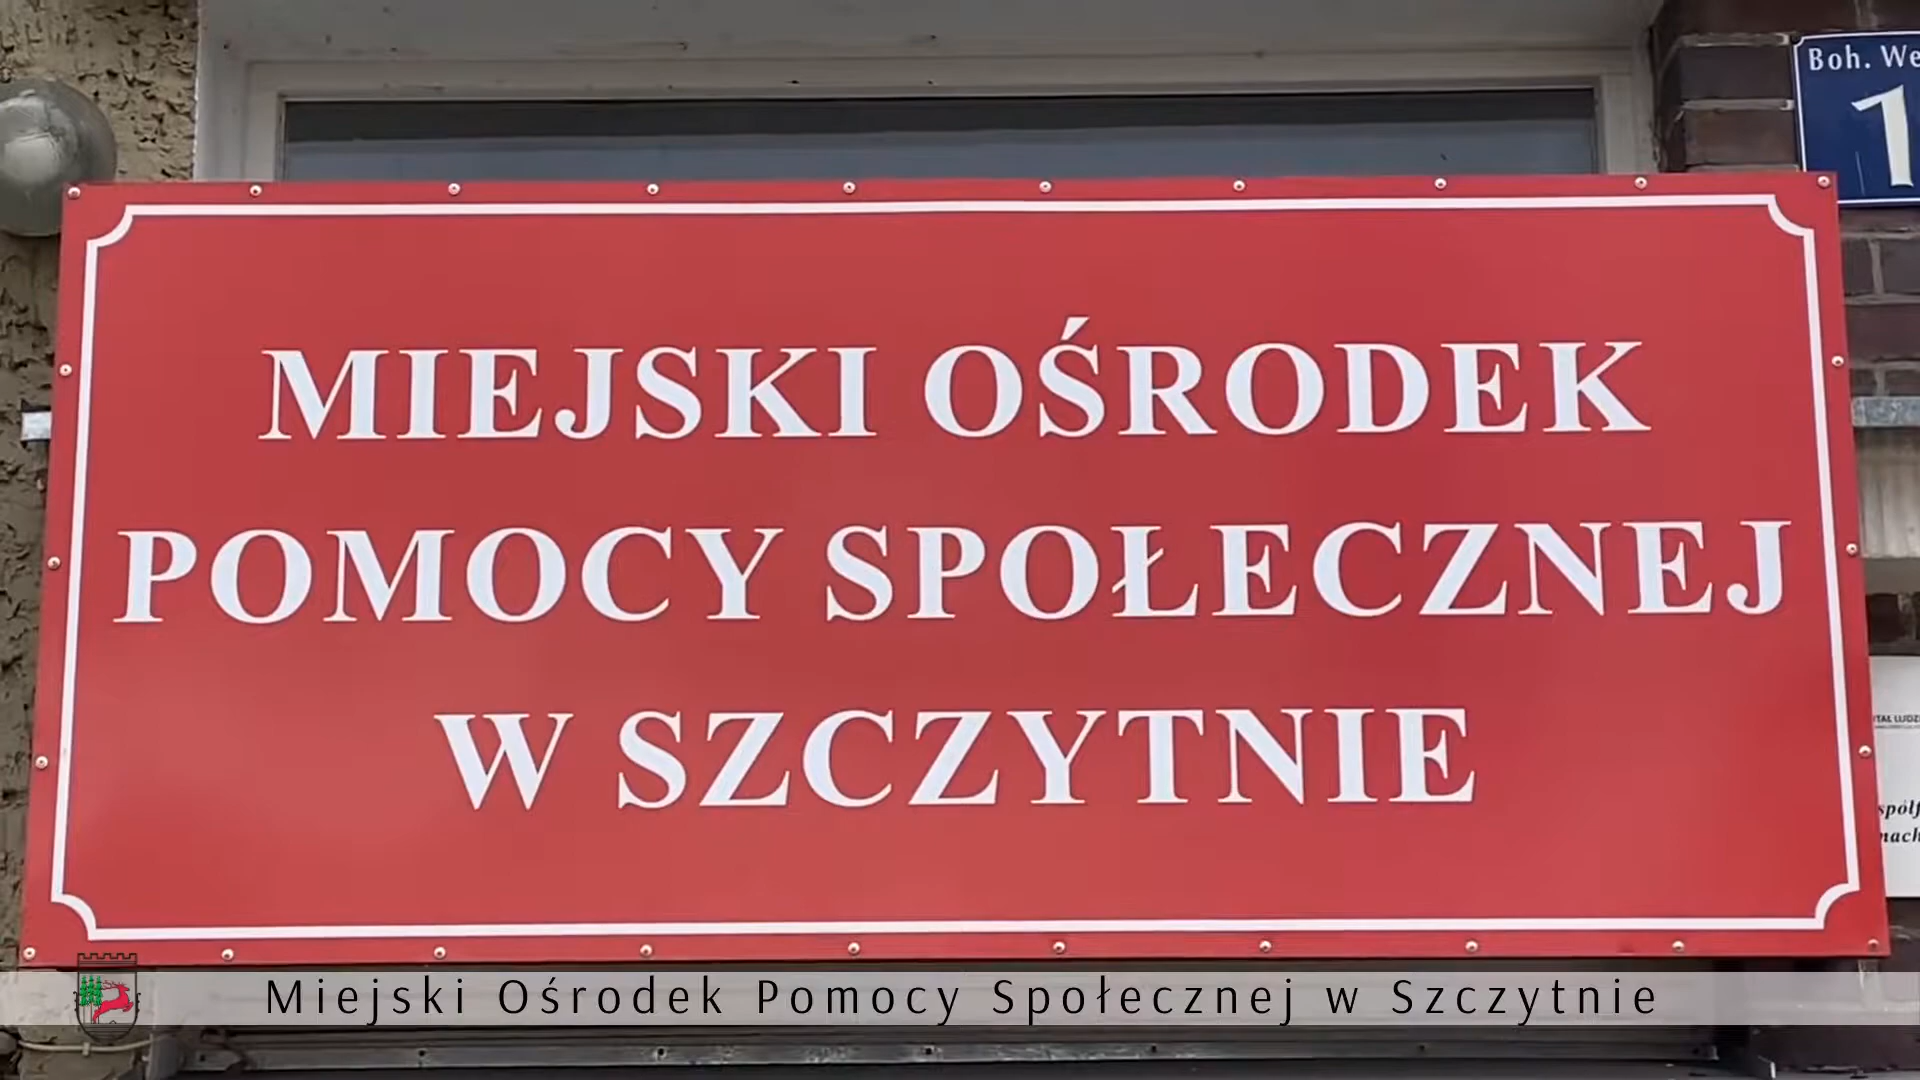 Boh. We
1
MIEJSKI OŚRODEK
POMOCY SPOŁECZNEJ
W SZCZYTNIE
Miejski Ośrodek Pomocy Społecznej w Szczytnie